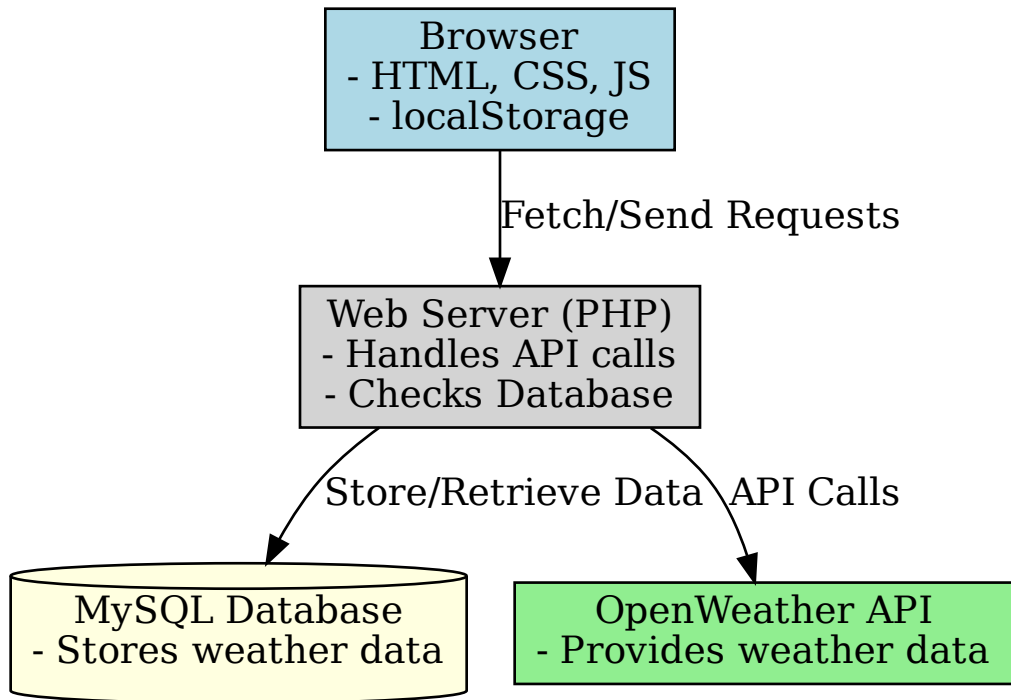 Browser
- HTML, CSS, JS
- localStorage
Fetch/Send Requests
Web Server (PHP)
- Handles API calls
- Checks Database
Store/Retrieve Data
API Calls
MySQL Database
- Stores weather data
OpenWeather API
- Provides weather data